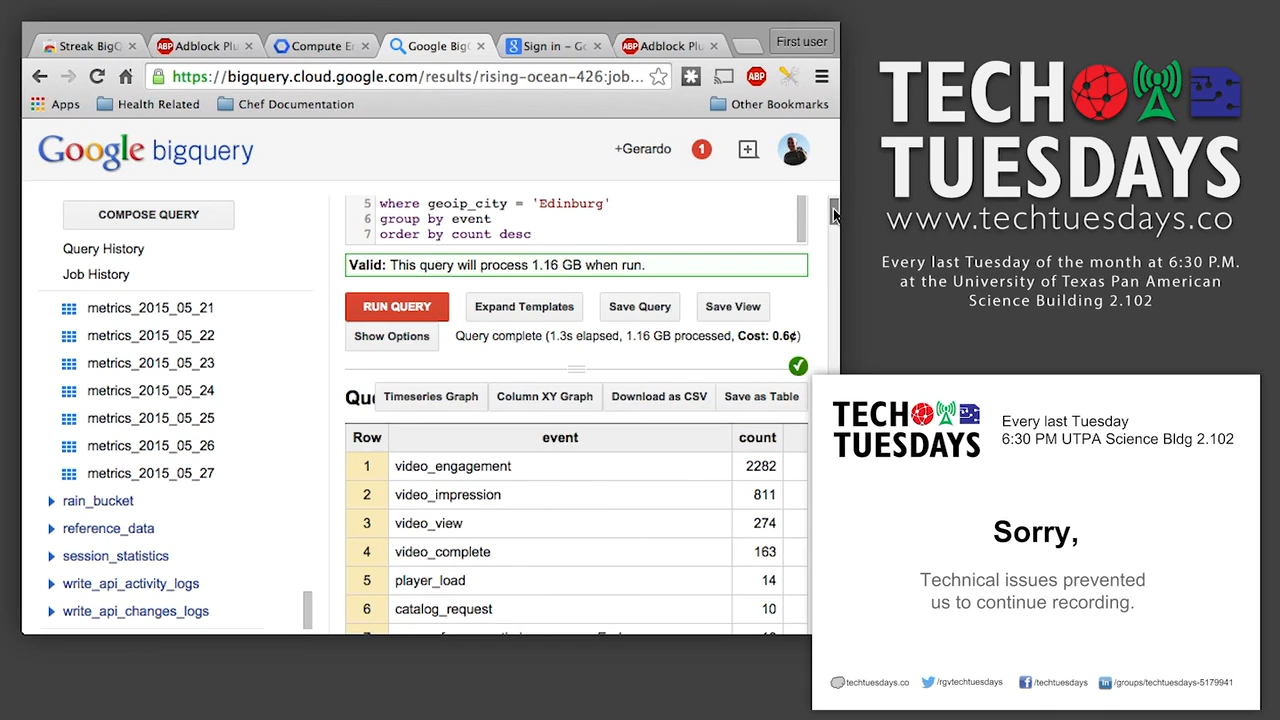 Streak BigQ
Adblock Plu
Compute En
Google BigQ
Sign in – Go
Adblock Plu
First user
https://bigquery.cloud.google.com/results/rising-ocean-426:job...
ABP
Apps
Health Related
Chef Documentation
Other Bookmarks
Google bigquery
+Gerardo
1
COMPOSE QUERY
Query History
Job History
metrics_2015_05_21
metrics_2015_05_22
metrics_2015_05_23
metrics_2015_05_24
metrics_2015_05_25
metrics_2015_05_26
metrics_2015_05_27
rain_bucket
reference_data
session_statistics
write_api_activity_logs
write_api_changes_logs
5 where geoip_city = 'Edinburg'
6 group by event
7 order by count desc
Valid: This query will process 1.16 GB when run.
RUN QUERY
Expand Templates
Save Query
Save View
Show Options
Query complete (1.3s elapsed, 1.16 GB processed, Cost: 0.6¢)
Timeseries Graph
Column XY Graph
Download as CSV
Save as Table
Row event count
1 video_engagement 2282
2 video_impression 811
3 video_view 274
4 video_complete 163
5 player_load 14
6 catalog_request 10
TECH
TUESDAYS
www.techtuesdays.co
Every last Tuesday of the month at 6:30 P.M.
at the University of Texas Pan American
Science Building 2.102
TECH
TUESDAYS
Every last Tuesday
6:30 PM UTPA Science Bldg 2.102
Sorry,
Technical issues prevented
us to continue recording.
techtuesdays.co
/rgvtechtuesdays
/techtuesdays
/groups/techtuesdays-5179941